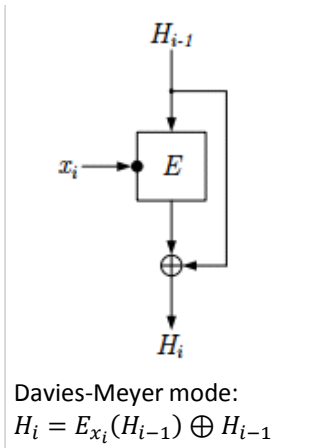 H_{i-1}
x_i E
⊕
H_i
Davies-Meyer mode:
H_i = E_{x_i}(H_{i−1}) ⊕ H_{i−1}